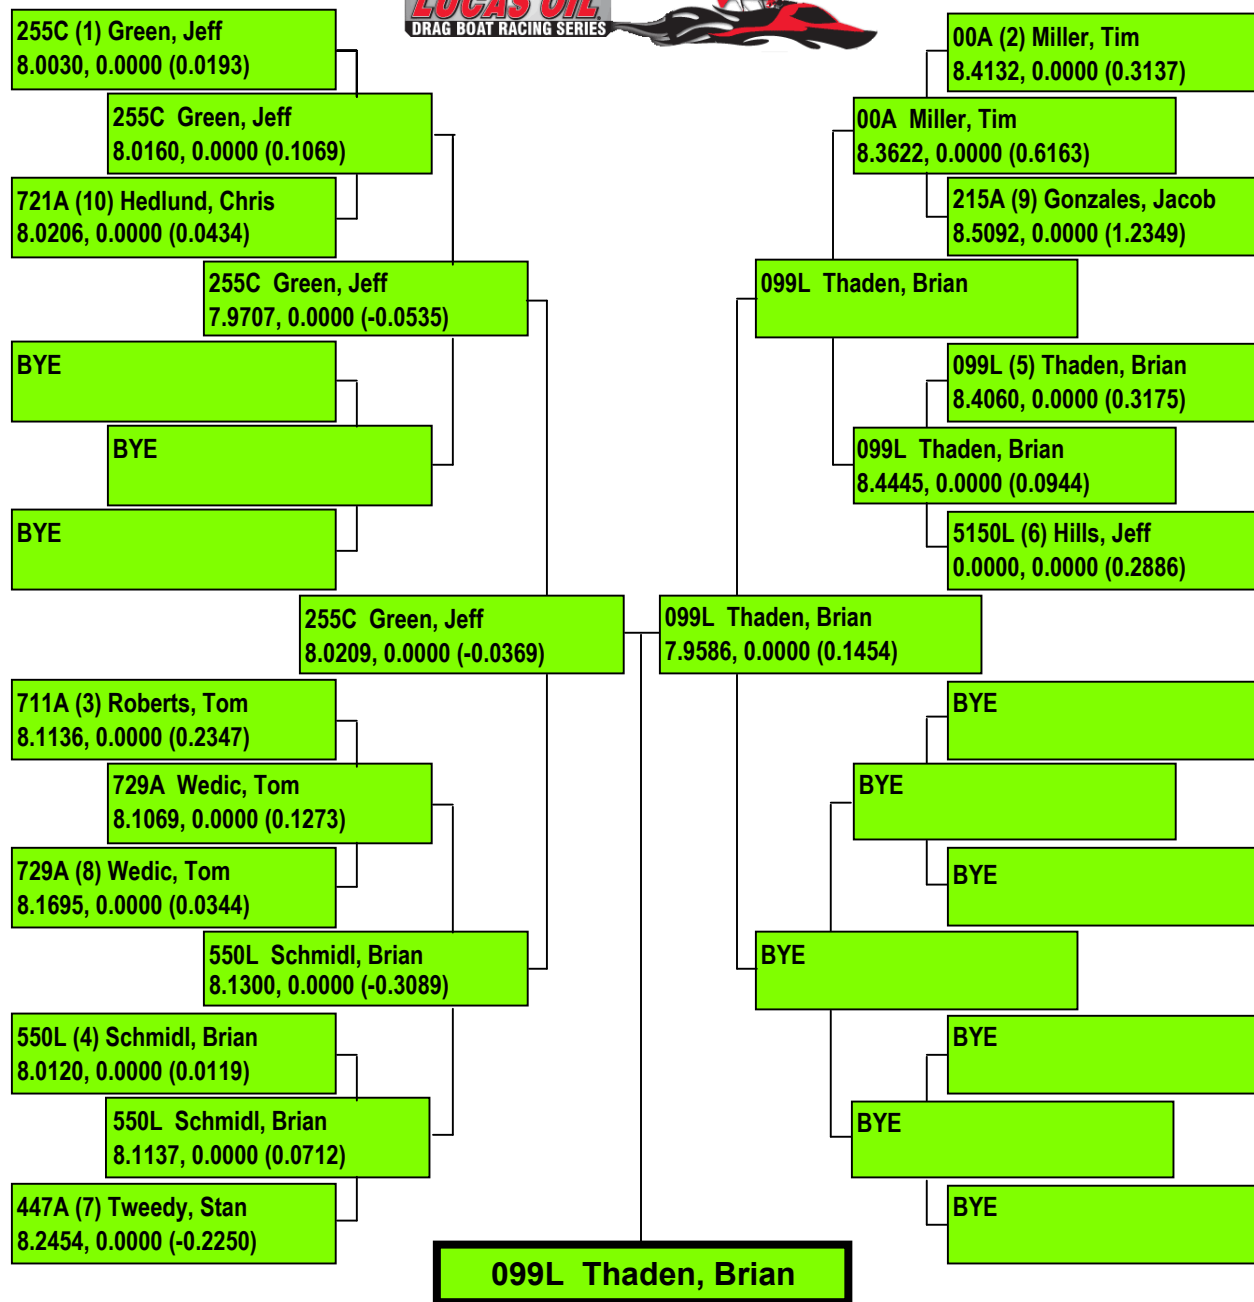 LUCAS OIL
DRAG BOAT RACING SERIES
255C (1) Green, Jeff
8.0030, 0.0000 (0.0193)
255C Green, Jeff
8.0160, 0.0000 (0.1069)
721A (10) Hedlund, Chris
8.0206, 0.0000 (0.0434)
255C Green, Jeff
7.9707, 0.0000 (-0.0535)
BYE
BYE
BYE
255C Green, Jeff
8.0209, 0.0000 (-0.0369)
711A (3) Roberts, Tom
8.1136, 0.0000 (0.2347)
729A Wedic, Tom
8.1069, 0.0000 (0.1273)
729A (8) Wedic, Tom
8.1695, 0.0000 (0.0344)
550L Schmidl, Brian
8.1300, 0.0000 (-0.3089)
550L (4) Schmidl, Brian
8.0120, 0.0000 (0.0119)
550L Schmidl, Brian
8.1137, 0.0000 (0.0712)
447A (7) Tweedy, Stan
8.2454, 0.0000 (-0.2250)
00A (2) Miller, Tim
8.4132, 0.0000 (0.3137)
00A Miller, Tim
8.3622, 0.0000 (0.6163)
215A (9) Gonzales, Jacob
8.5092, 0.0000 (1.2349)
099L Thaden, Brian
099L (5) Thaden, Brian
8.4060, 0.0000 (0.3175)
099L Thaden, Brian
8.4445, 0.0000 (0.0944)
5150L (6) Hills, Jeff
0.0000, 0.0000 (0.2886)
099L Thaden, Brian
7.9586, 0.0000 (0.1454)
BYE
BYE
BYE
BYE
BYE
BYE
BYE
099L Thaden, Brian